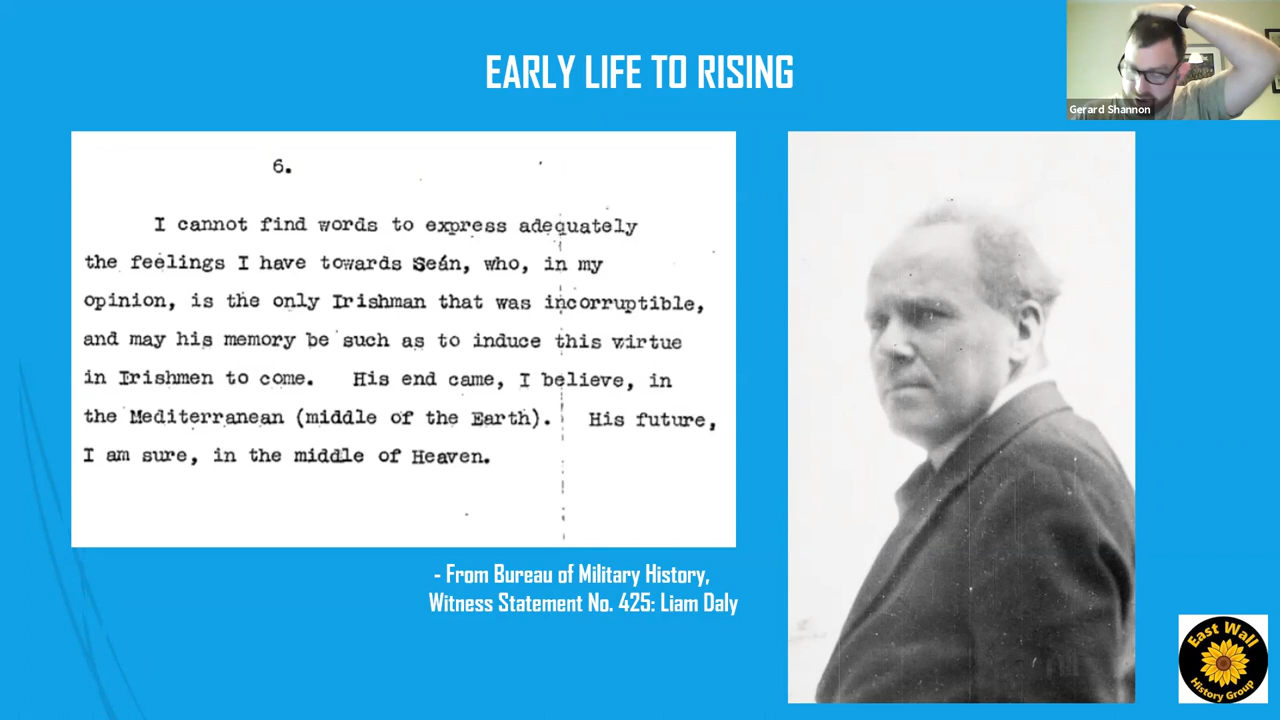 EARLY LIFE TO RISING
Gerard Shannon
6.
I cannot find words to express adequately
the feelings I have towards Seán, who, in my
opinion, is the only Irishman that was incorruptible,
and may his memory be such as to induce this virtue
in Irishmen to come. His end came, I believe, in
the Mediterranean (middle of the Earth). His future,
I am sure, in the middle of Heaven.
- From Bureau of Military History,
Witness Statement No. 425: Liam Daly
East Wall
History Group